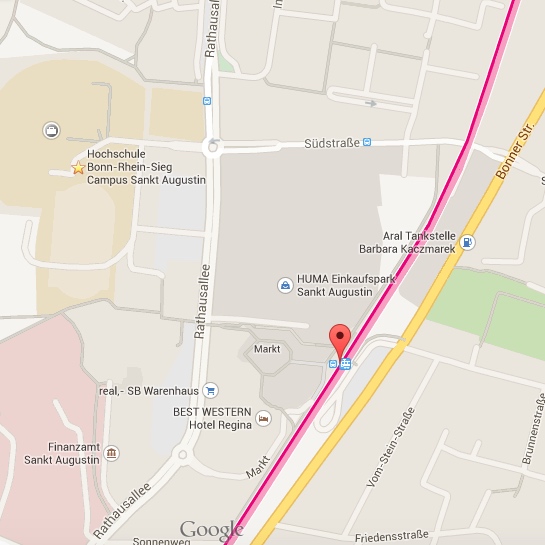 Rathausallee
In
Südstraße
Bonner Str.
Hochschule
Bonn-Rhein-Sieg
Campus Sankt Augustin
S
Aral Tankstelle
Barbara Kaczmarek
HUMA Einkaufspark
Sankt Augustin
Rathausallee
Markt
real,- SB Warenhaus
BEST WESTERN
Hotel Regina
Vom-Stein-Straße
Brunnenstraße
Finanzamt
Sankt Augustin
Markt
Rathausallee
Google
Friedensstraße
Sonnenweg